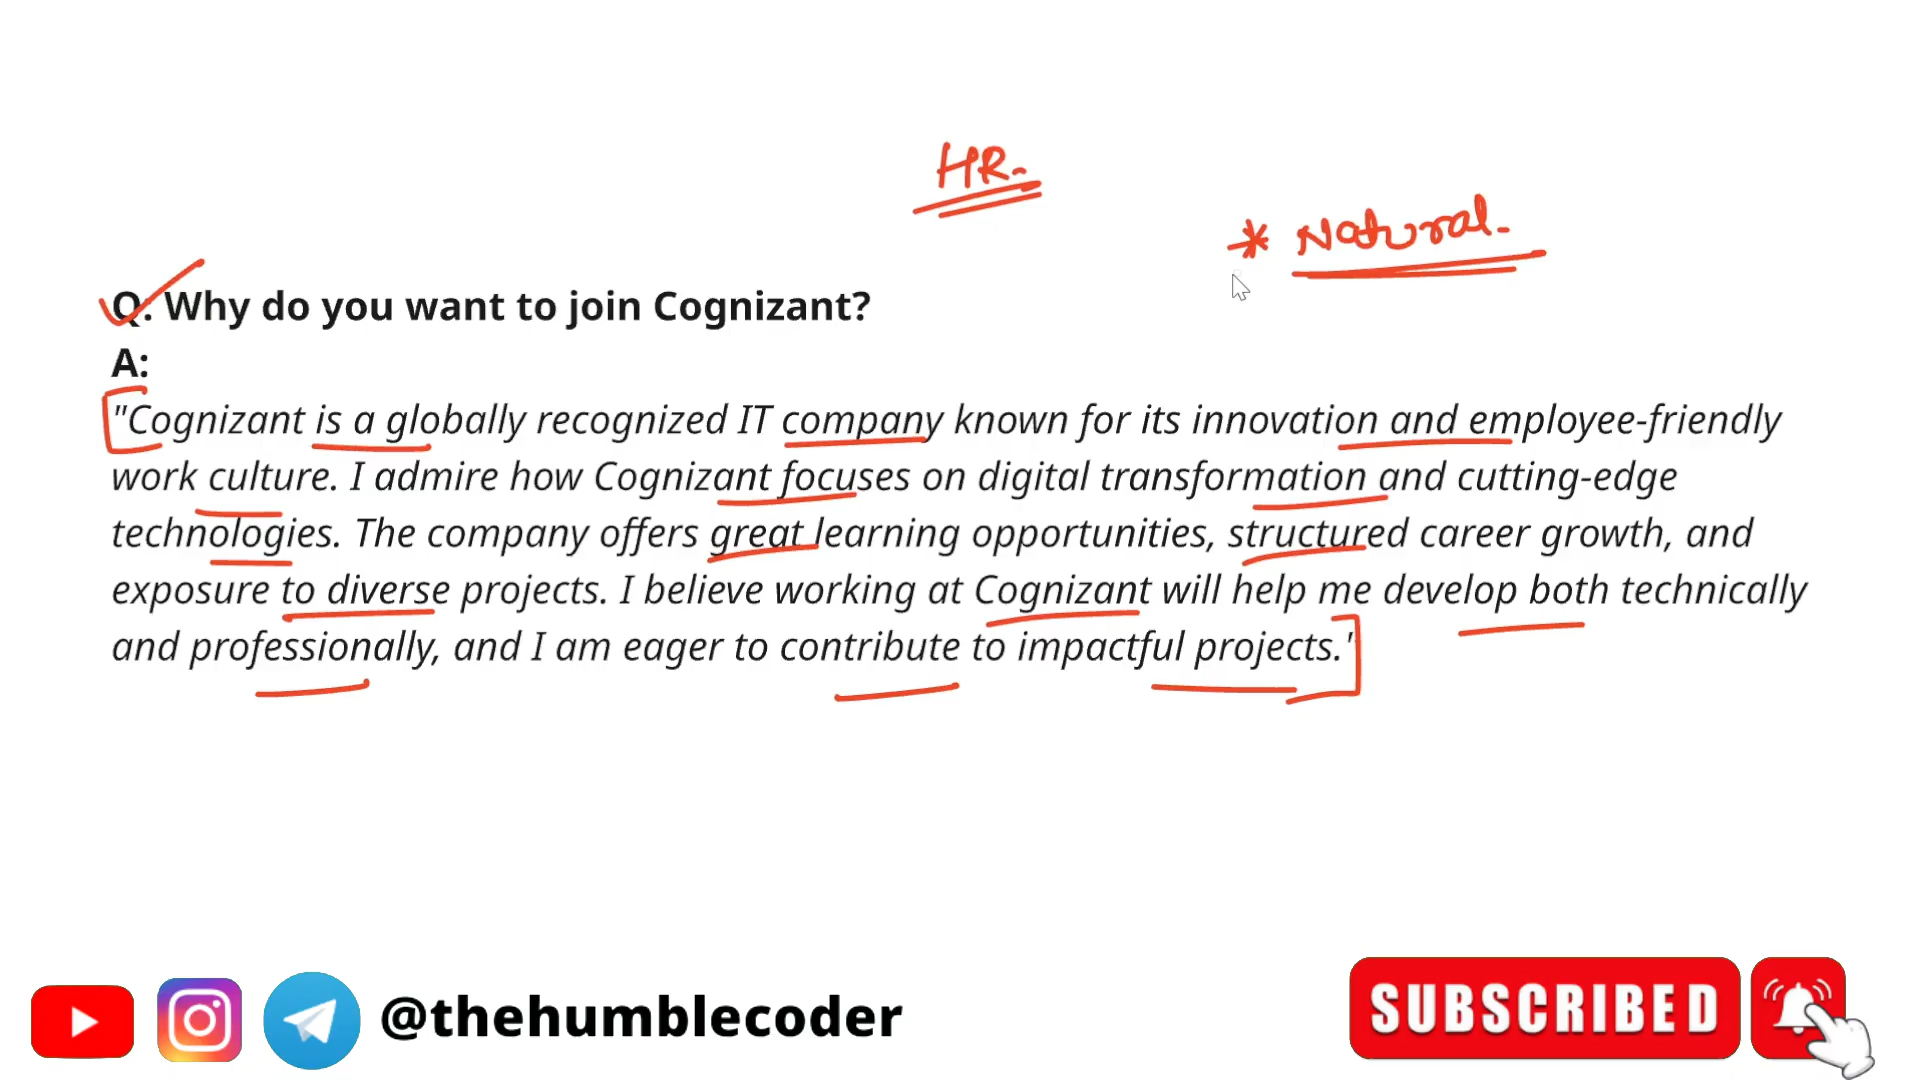 HR.
* Natural.
Q: Why do you want to join Cognizant?
A:
"Cognizant is a globally recognized IT company known for its innovation and employee-friendly
work culture. I admire how Cognizant focuses on digital transformation and cutting-edge
technologies. The company offers great learning opportunities, structured career growth, and
exposure to diverse projects. I believe working at Cognizant will help me develop both technically
and professionally, and I am eager to contribute to impactful projects."
@thehumblecoder
SUBSCRIBED